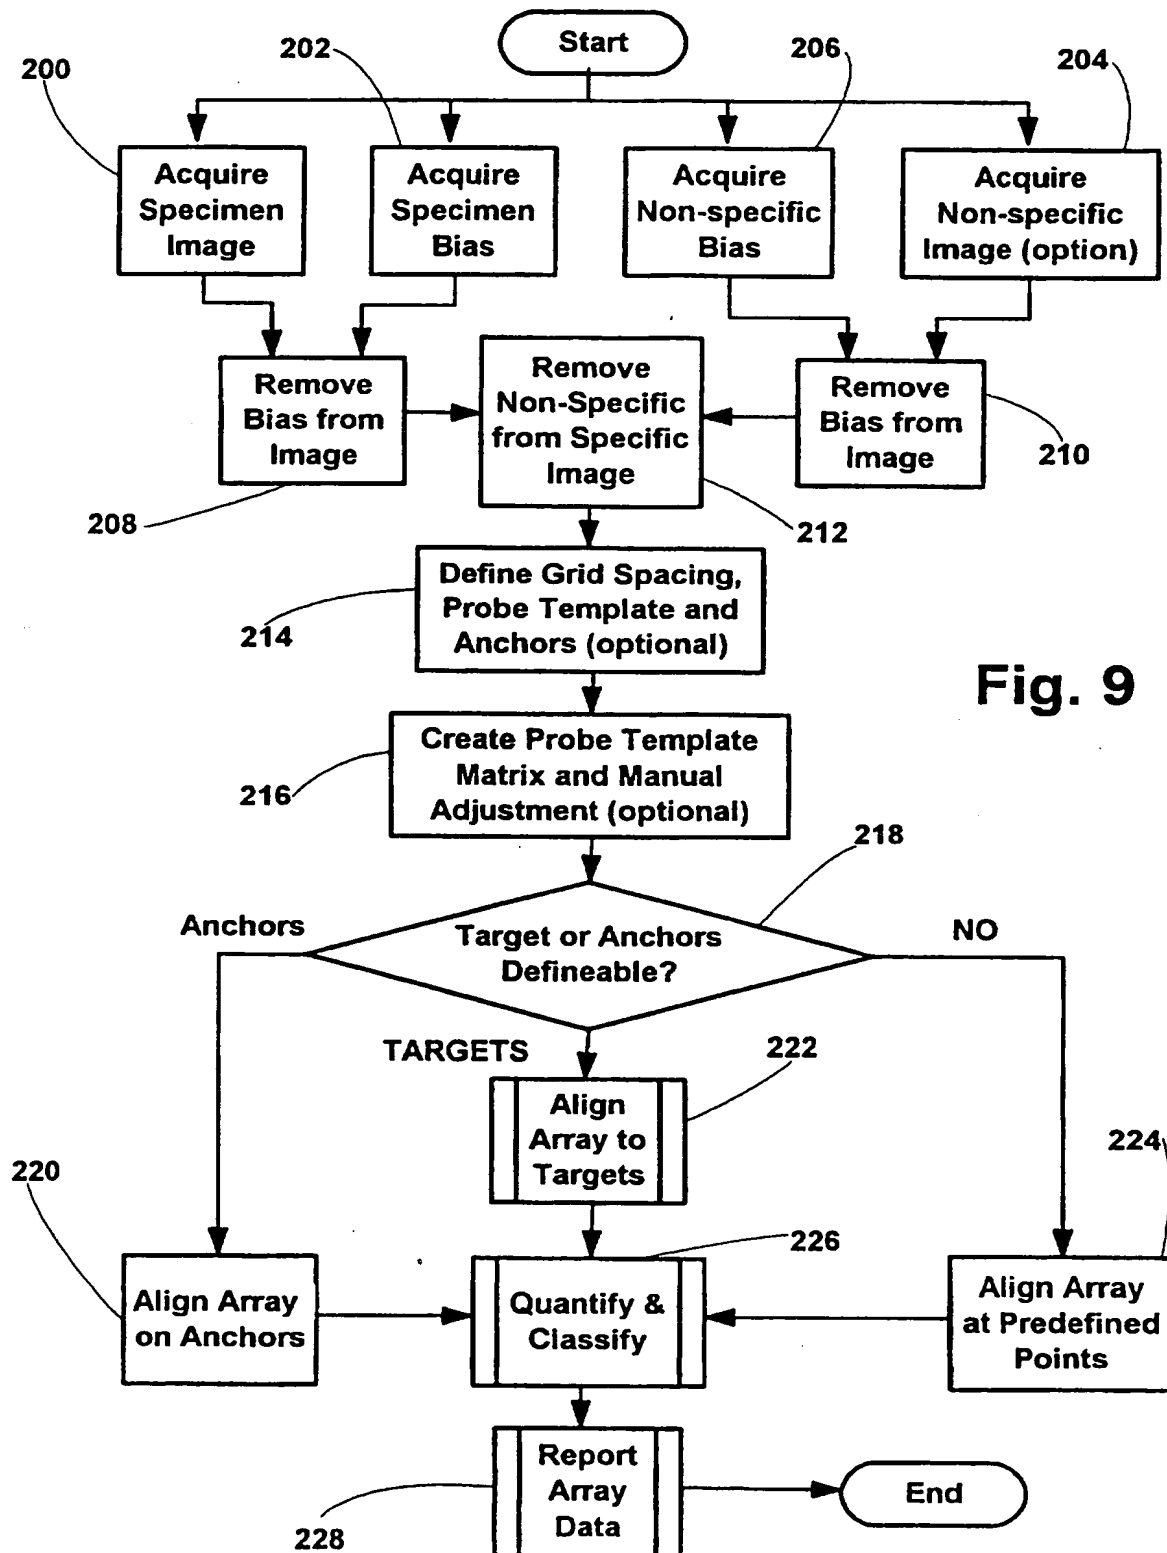 Start
200
202
206
204
Acquire
Specimen
Image
Acquire
Specimen
Bias
Acquire
Non-specific
Bias
Acquire
Non-specific
Image (option)
Remove
Bias from
Image
Remove
Non-Specific
from Specific
Image
Remove
Bias from
Image
208
212
210
Define Grid Spacing,
Probe Template and
Anchors (optional)
214
Fig. 9
Create Probe Template
Matrix and Manual
Adjustment (optional)
216
218
Anchors
Target or Anchors
Defineable?
NO
TARGETS
222
Align
Array to
Targets
220
224
226
Align Array
on Anchors
Quantify &
Classify
Align Array
at Predefined
Points
Report
Array
Data
228
End